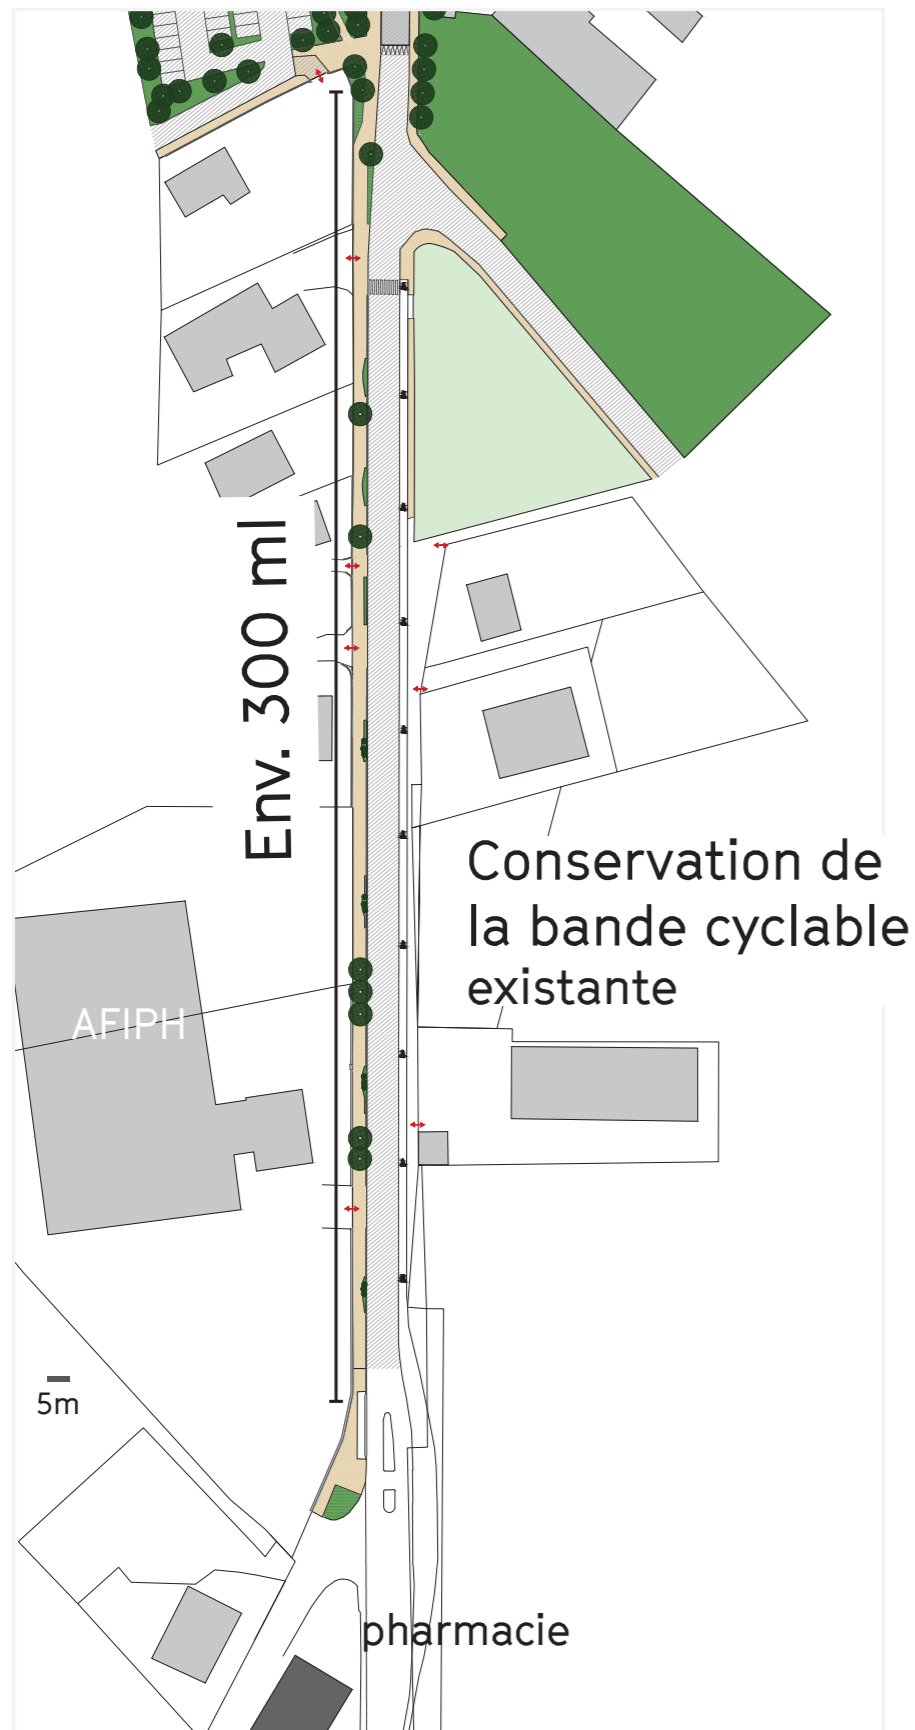 Env. 300 ml
Conservation de
la bande cyclable
existante
AFIPH
5m
pharmacie